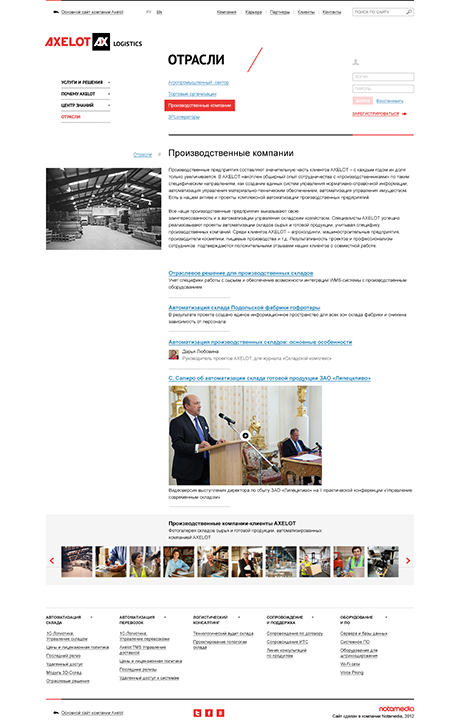 Основной сайт компании Axelot
РУ EN
Компания Карьера Партнеры Клиенты Контакты
ПОИСК ПО САЙТУ
AXELOT AX LOGISTICS
ОТРАСЛИ
УСЛУГИ И РЕШЕНИЯ
ПОЧЕМУ AXELOT
ЦЕНТР ЗНАНИЙ
ОТРАСЛИ
Агропромышленный сектор
Торговые организации
Производственные компании
3PL-операторы
ЛОГИН
ПАРОЛЬ
Восстановить
ЗАРЕГИСТРИРОВАТЬСЯ
Отрасли
Производственные компании
Производственные предприятия составляют значительную часть клиентов AXELOT – с каждым годом их доля
только увеличивается. В AXELOT накоплен обширный опыт сотрудничества с «производственниками» по таким
специфическим направлениям, как создание единых систем управления нормативно-справочной информации,
автоматизация управления материально-техническим обеспечением, автоматизация управления имуществом.
Есть в нашем активе и проекты комплексной автоматизации производственных предприятий.
Все чаще производственные предприятия выказывают свою
заинтересованность и в автоматизации управления складским хозяйством. Специалисты AXELOT успешно
реализовывают проекты автоматизации складов сырья и готовой продукции, учитывая специфику
производственных компаний. Среди клиентов AXELOT – агрохолдинги, машиностроительные предприятия,
производители косметики, пищевые производства и т.д. Результативность проектов и профессионализм
сотрудников подтверждаются положительными отзывами наших клиентов о совместной работе.
Отраслевое решение для производственных складов
Учет специфики работы с сырьем и обеспечение возможности интеграции WMS-системы с производственным
оборудованием
Автоматизация склада Подольской фабрики гофротары
В результате проекта создано единое информационное пространство для всех зон склада фабрики и снижена
зависимость от персонала
Автоматизация производственных складов: основные особенности
Дарья Любовина
Руководитель проектов AXELOT, для журнала «Складской комплекс»
С. Сапиро об автоматизации склада готовой продукции ЗАО «Липецкпиво»
Видеоверсия выступления директора по сбыту ЗАО «Липецкпиво» на II практической конференции «Управление
современным складом»
Производственные компании-клиенты AXELOT
Фотогалерея складов сырья и готовой продукции, автоматизированных
компанией AXELOT
АВТОМАТИЗАЦИЯ
СКЛАДА
1С-Логистика:
Управление складом
Цены и лицензионная политика
Последний релиз
Удаленный доступ
Модуль 3D-Склад
Отраслевые решения
АВТОМАТИЗАЦИЯ
ПЕРЕВОЗОК
1С-Логистика:
Управление перевозками
Axelot TMS Управление
доставкой
Цены и лицензионная политика
Последние релизы
Удаленный доступ к системам
ЛОГИСТИЧЕСКИЙ
КОНСАЛТИНГ
Технологический аудит склада
Проектирование топологии
склада
СОПРОВОЖДЕНИЕ
И ПОДДЕРЖКА
Сопровождение по договору
Сопровождение ИТС
Линия консультаций
по продуктам
ОБОРУДОВАНИЕ
И ПО
Сервера и базы данных
Системное ПО
Оборудование для
штрихкодирования
Wi-Fi сети
Voice Picking
Основной сайт компании Axelot
notamedia
Сайт сделан в компании Notamedia, 2012